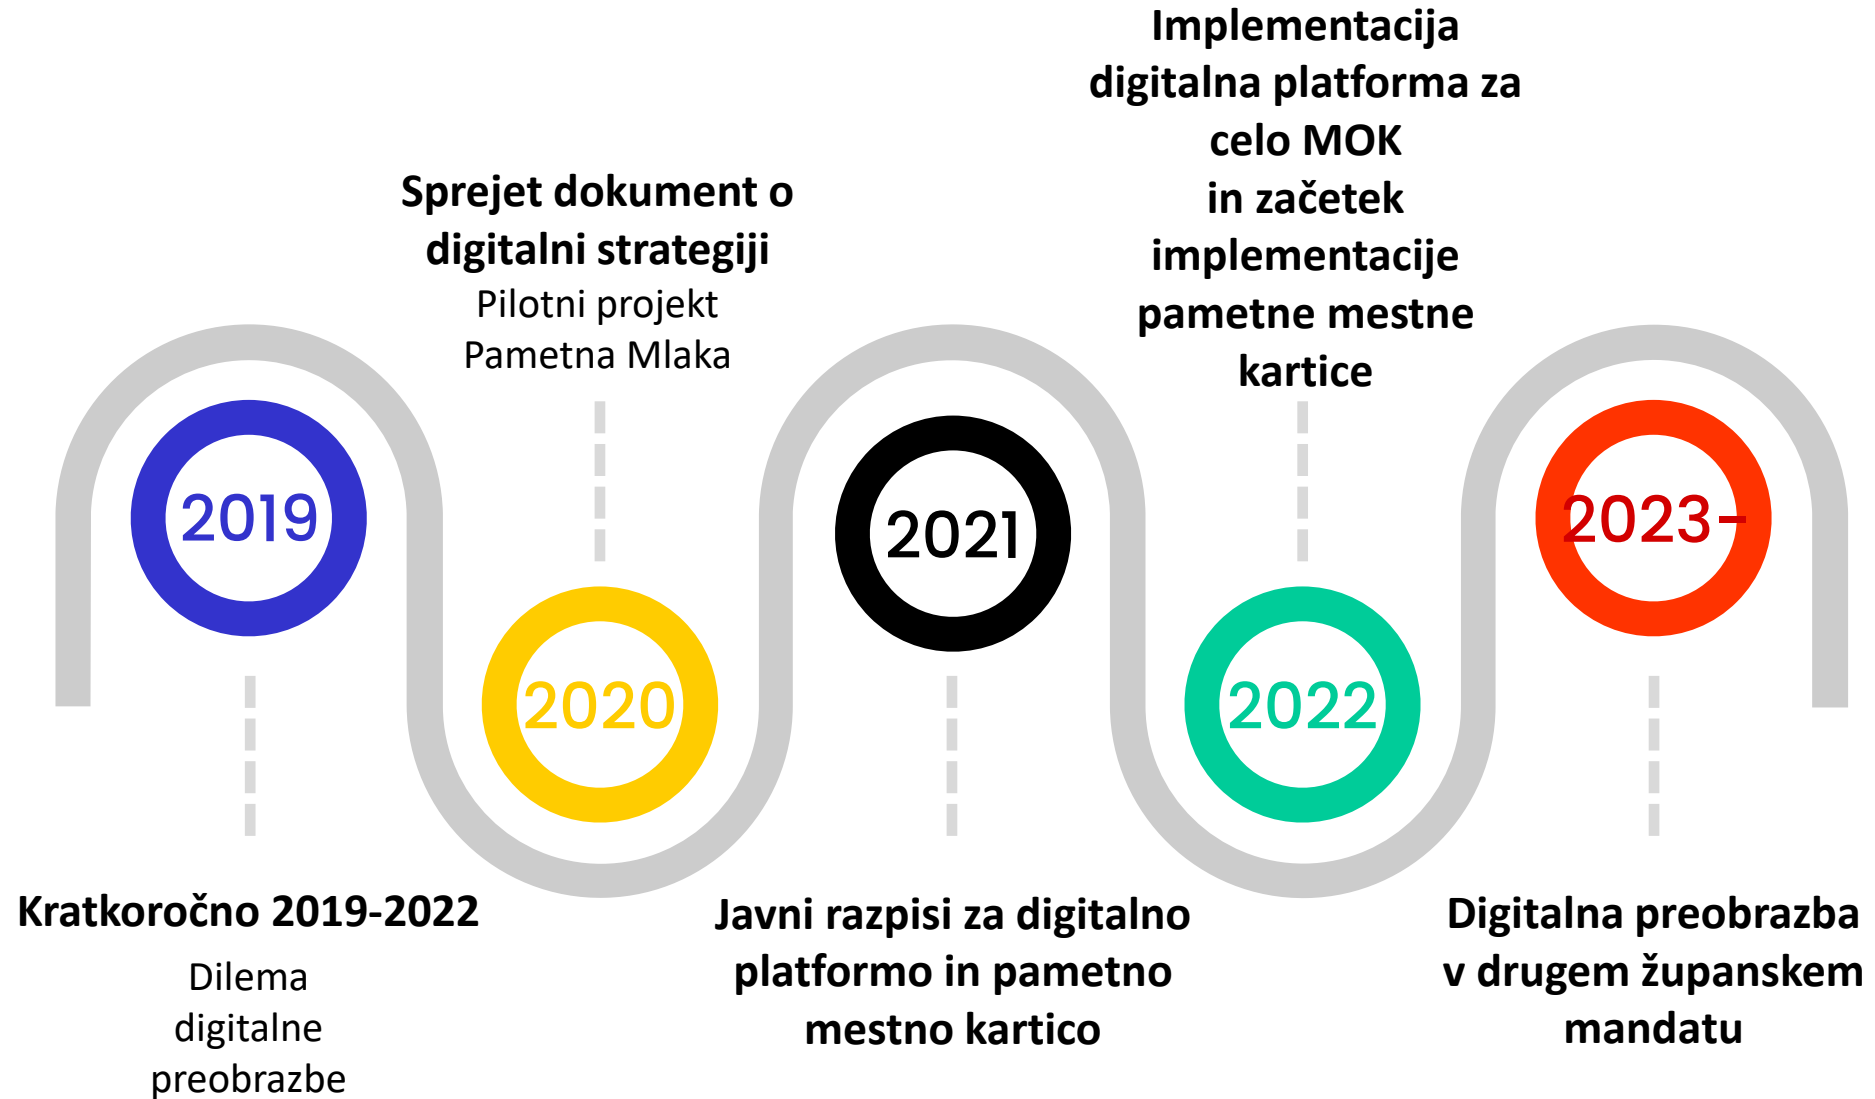 Kratkoročno 2019-2022
Dilema
digitalne
preobrazbe
2019
Sprejet dokument o
digitalni strategiji
Pilotni projekt
Pametna Mlaka
2020
2021
Javni razpisi za digitalno
platformo in pametno
mestno kartico
Implementacija
digitalna platforma za
celo MOK
in začetek
implementacije
pametne mestne
kartice
2022
2023-
Digitalna preobrazba
v drugem županskem
mandatu